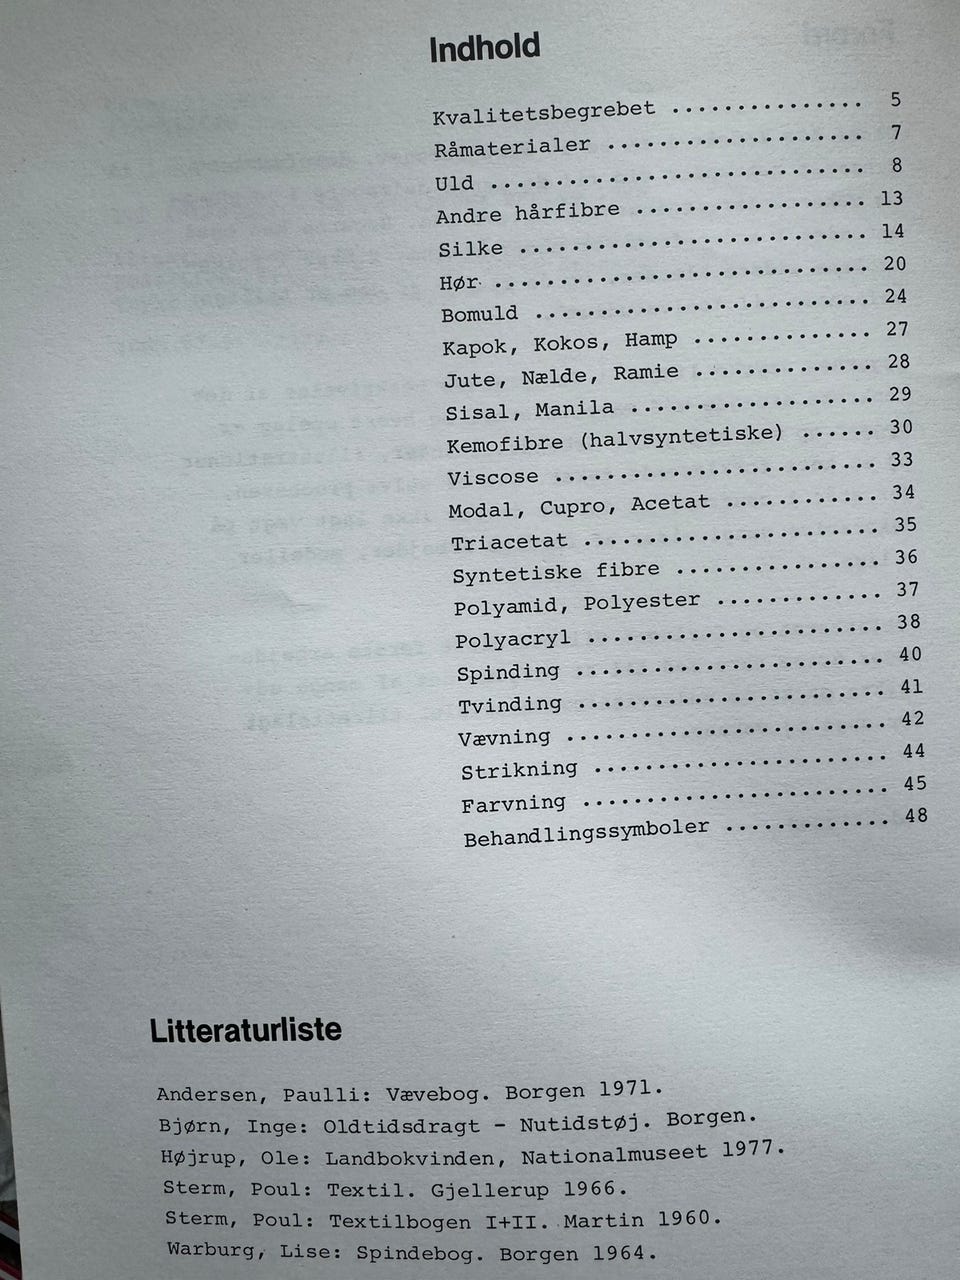 Indhold
Kvalitetsbegrebet ............... 5
Råmaterialer .................... 7
Uld ............................. 8
Andre hårfibre .................. 13
Silke ........................... 14
Hør ............................. 20
Bomuld .......................... 24
Kapok, Kokos, Hamp .............. 27
Jute, Nælde, Ramie .............. 28
Sisal, Manila ................... 29
Kemofibre (halvsyntetiske) ...... 30
Viscose ......................... 33
Modal, Cupro, Acetat ............ 34
Triacetat ....................... 35
Syntetiske fibre ................ 36
Polyamid, Polyester ............. 37
Polyacryl ....................... 38
Spinding ........................ 40
Tvinding ........................ 41
Vævning ......................... 42
Strikning ....................... 44
Farvning ........................ 45
Behandlingssymboler ............. 48
Litteraturliste
Andersen, Paulli: Vævebog. Borgen 1971.
Bjørn, Inge: Oldtidsdragt - Nutidstøj. Borgen.
Højrup, Ole: Landbokvinden, Nationalmuseet 1977.
Sterm, Poul: Textil. Gjellerup 1966.
Sterm, Poul: Textilbogen I+II. Martin 1960.
Warburg, Lise: Spindebog. Borgen 1964.